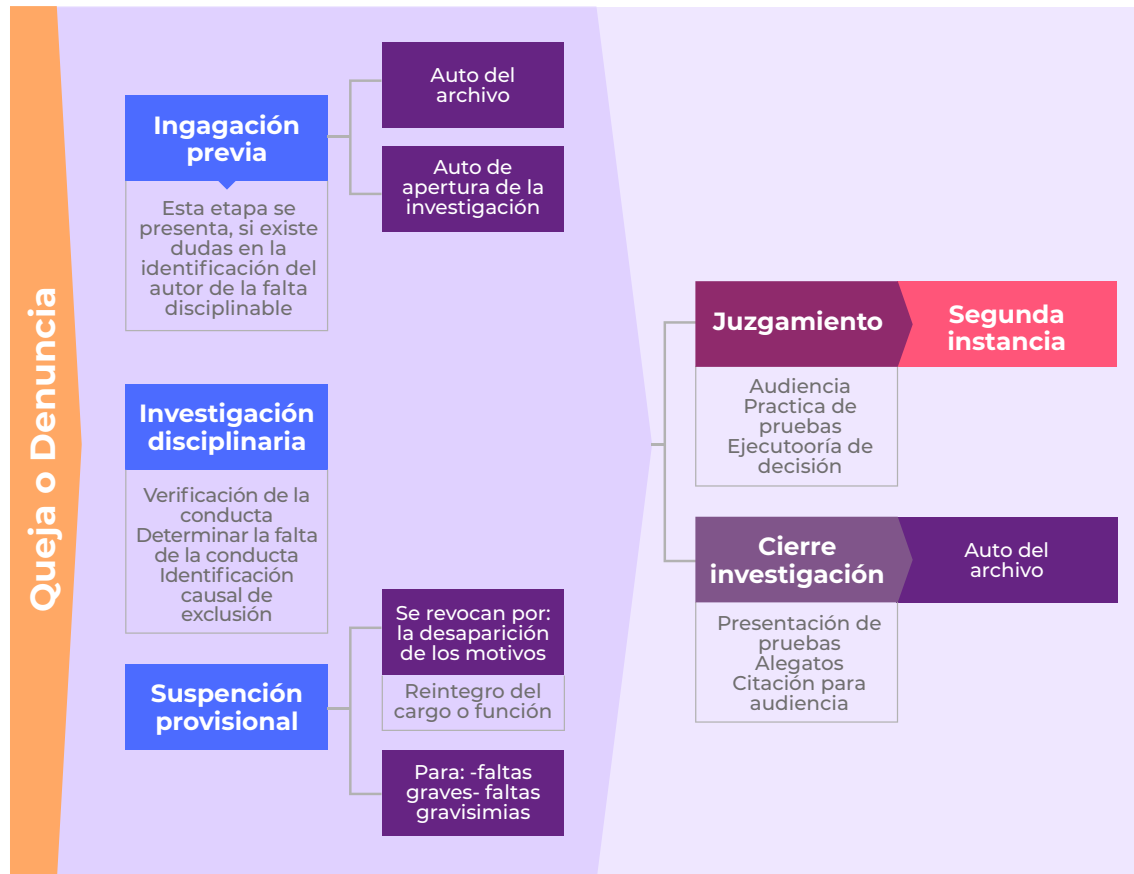 Queja o Denuncia
Ingagación
previa
Esta etapa se
presenta, si existe
dudas en la
identificación del
autor de la falta
disciplinable
Auto del
archivo
Auto de
apertura de la
investigación
Investigación
disciplinaria
Verificación de la
conducta
Determinar la falta
de la conducta
Identificación
causal de
exclusión
Suspención
provisional
Se revocan por:
la desaparición
de los motivos
Reintegro del
cargo o función
Para: -faltas
graves- faltas
gravisimias
Juzgamiento
Segunda
instancia
Audiencia
Practica de
pruebas
Ejecutooría de
decisión
Cierre
investigación
Auto del
archivo
Presentación de
pruebas
Alegatos
Citación para
audiencia